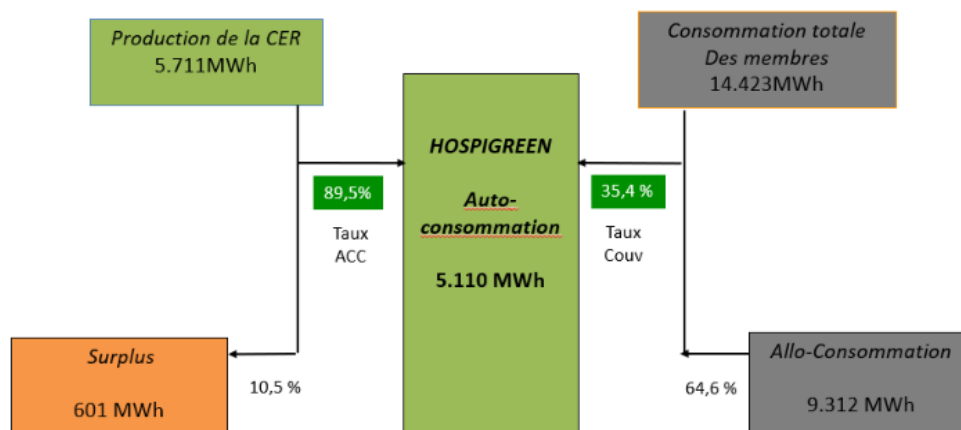 Production de la CER
5.711MWh
Consommation totale
Des membres
14.423MWh
HOSPIGREEN
Auto-
consommation
5.110 MWh
89,5%
Taux
ACC
35,4 %
Taux
Couv
Surplus
601 MWh
10,5 %
64,6 %
Allo-Consommation
9.312 MWh